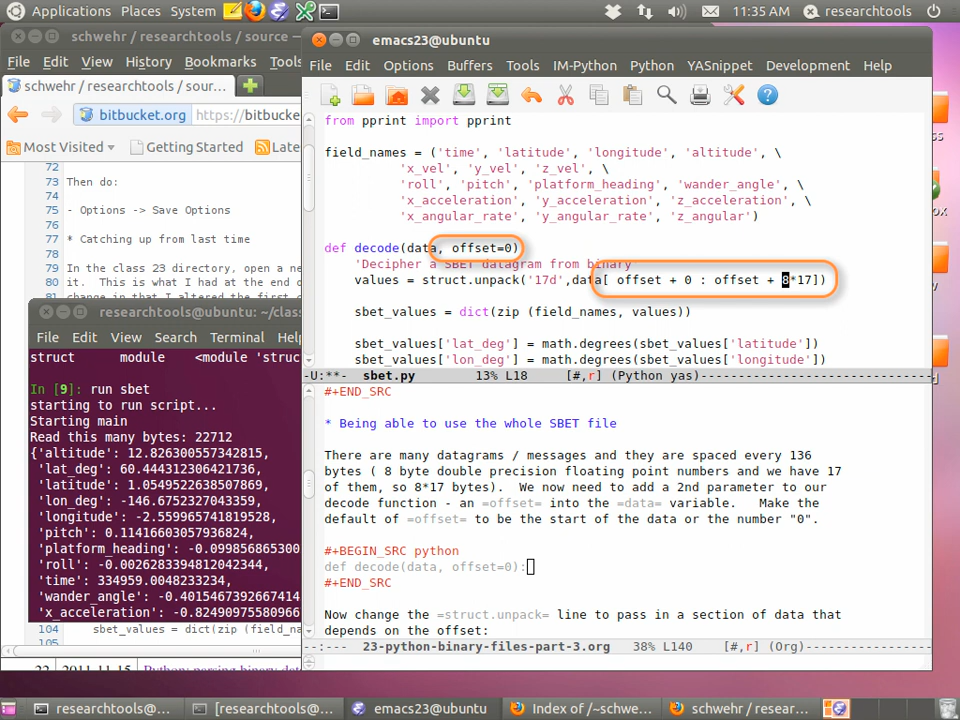 Applications Places System 11:35 AM researchtools
schwehr / researchtools / source
File Edit View History Bookmarks Tools
schwehr / researchtools / sour...
bitbucket.org https://bitbucke
Most Visited Getting Started Late
72
73 Then do:
74
75 - Options -> Save Options
76
77 * Catching up from last time
78
In the class 23 directory, open a ne
it. This is what I had at the end o
change in that I altered the first c
researchtools@ubuntu: ~/clas
File Edit View Search Terminal Help
struct module <module 'struc
In [9]: run sbet
starting to run script...
Starting main
Read this many bytes: 22712
{'altitude': 12.826300557342815,
'lat_deg': 60.444312306421736,
'latitude': 1.0549522638507869,
'lon_deg': -146.6752327043359,
'longitude': -2.559965741819528,
'pitch': 0.11416603057936824,
'platform_heading': -0.099856865300
'roll': -0.0026283394812042344,
'time': 334959.0048233234,
'wander_angle': -0.4015467392667414
'x_acceleration': -0.82490975580966
104 sbet_values = dict(zip (field_na
105
emacs23@ubuntu
File Edit Options Buffers Tools IM-Python Python YASnippet Development Help
from pprint import pprint
field_names = ('time', 'latitude', 'longitude', 'altitude', \
'x_vel', 'y_vel', 'z_vel', \
'roll', 'pitch', 'platform_heading', 'wander_angle', \
'x_acceleration', 'y_acceleration', 'z_acceleration', \
'x_angular_rate', 'y_angular_rate', 'z_angular')
def decode(data, offset=0)
'Decipher a SBET datagram from binary
values = struct.unpack('17d',data[ offset + 0 : offset + 8*17])
sbet_values = dict(zip (field_names, values))
sbet_values['lat_deg'] = math.degrees(sbet_values['latitude'])
sbet_values['lon_deg'] = math.degrees(sbet_values['longitude'])
-U:**- sbet.py 13% L18 [#,r] (Python yas)
#+END_SRC
* Being able to use the whole SBET file
There are many datagrams / messages and they are spaced every 136
bytes ( 8 byte double precision floating point numbers and we have 17
of them, so 8*17 bytes). We now need to add a 2nd parameter to our
decode function - an =offset= into the =data= variable. Make the
default of =offset= to be the start of the data or the number "0".
#+BEGIN_SRC python
def decode(data, offset=0):
#+END_SRC
Now change the =struct.unpack= line to pass in a section of data that
depends on the offset:
--:--- 23-python-binary-files-part-3.org 38% L140 [#,r] (Org)
researchtools@... [researchtools@... emacs23@ubuntu Index of /~schwe... schwehr / resear...